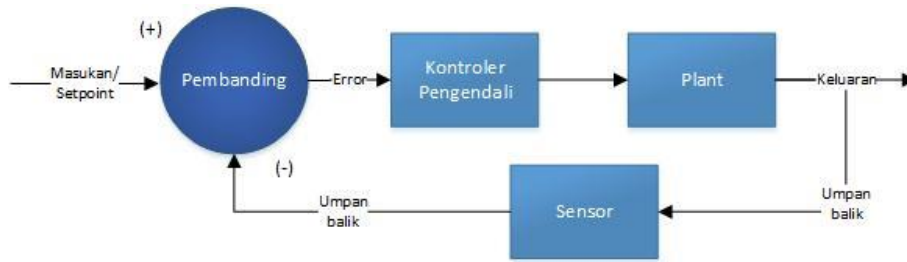 (+)
Masukan/
Setpoint
Pembanding
Error
Kontroler
Pengendali
Plant
Keluaran
(-)
Umpan
balik
Sensor
Umpan
balik